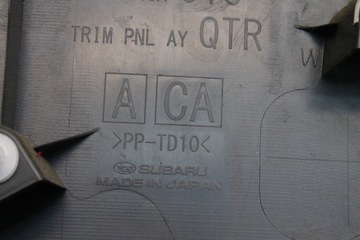 TRIM PNL AY QTR
W
A CA
>PP-TD10<
SUBARU
MADE IN JAPAN